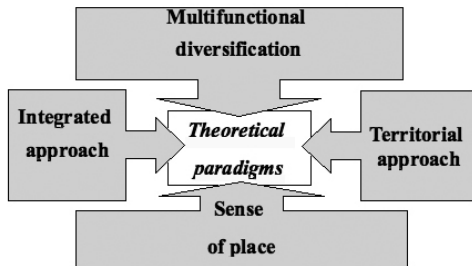 Multifunctional
diversification
Integrated
approach
Theoretical
paradigms
Territorial
approach
Sense
of place